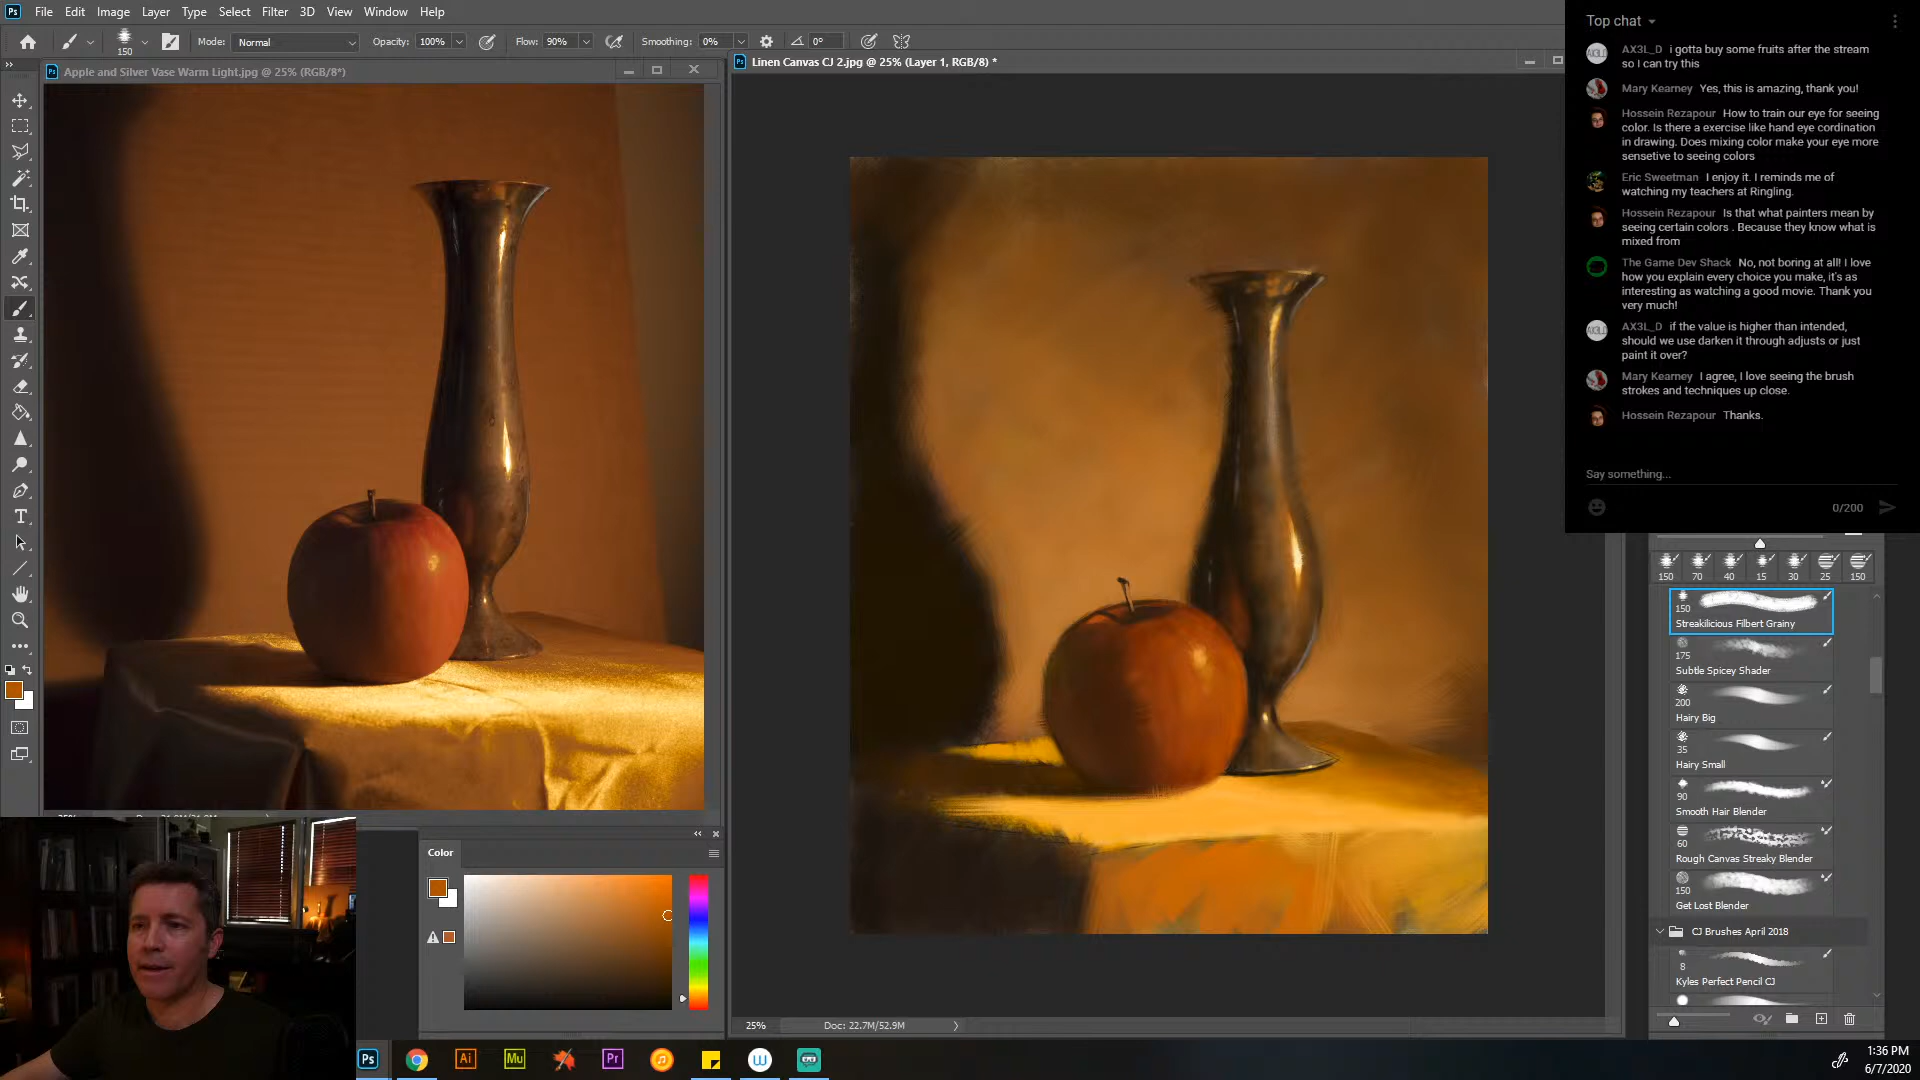 Ps File Edit Image Layer Type Select Filter 3D View Window Help
150 Mode: Normal Opacity: 100% Flow: 90% Smoothing: 0% 0°
Apple and Silver Vase Warm Light.jpg @ 25% (RGB/8*)
Linen Canvas CJ 2.jpg @ 25% (Layer 1, RGB/8) *
Top chat
AX3L_D i gotta buy some fruits after the stream
so I can try this
Mary Kearney Yes, this is amazing, thank you!
Hossein Rezapour How to train our eye for seeing
color. Is there a exercise like hand eye cordination
in drawing. Does mixing color make your eye more
sensetive to seeing colors
Eric Sweetman I enjoy it. I reminds me of
watching my teachers at Ringling.
Hossein Rezapour Is that what painters mean by
seeing certain colors . Because they know what is
mixed from
The Game Dev Shack No, not boring at all! I love
how you explain every choice you make, it's as
interesting as watching a good movie. Thank you
very much!
AX3L_D if the value is higher than intended,
should we use darken it through adjusts or just
paint it over?
Mary Kearney I agree, I love seeing the brush
strokes and techniques up close.
Hossein Rezapour Thanks.
Say something...
0/200
150 70 40 15 30 25 150
150
Streakilicious Filbert Grainy
175
Subtle Spicey Shader
200
Hairy Big
35
Hairy Small
90
Smooth Hair Blender
60
Rough Canvas Streaky Blender
150
Get Lost Blender
CJ Brushes April 2018
8
Kyles Perfect Pencil CJ
Color
25% Doc: 22.7M/52.9M
Ps Ai Mu Pr
1:36 PM
6/7/2020